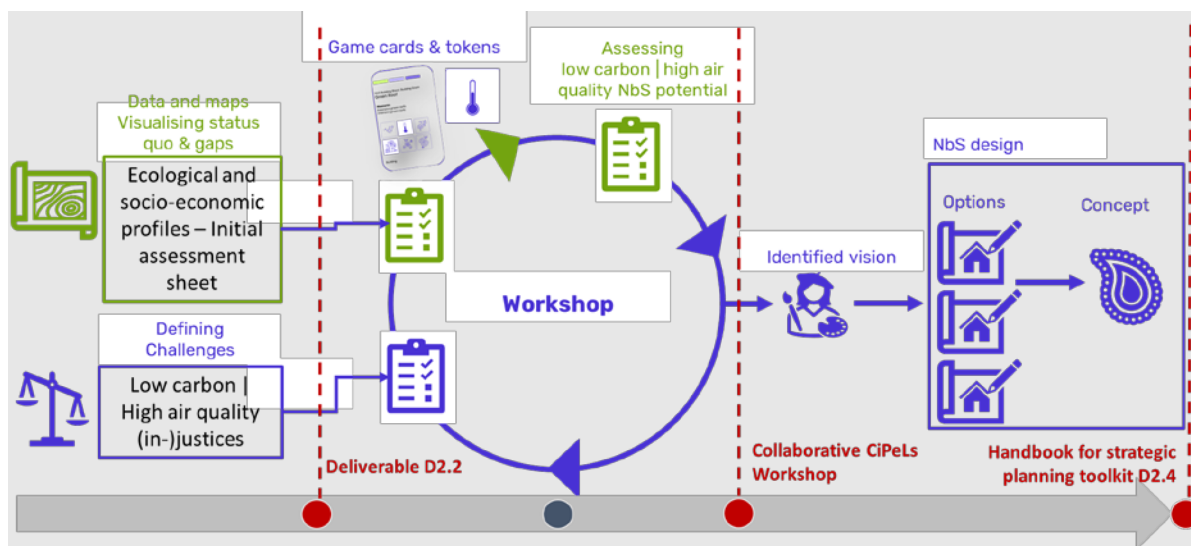 Game cards & tokens
Assessing
low carbon | high air
quality NbS potential
Data and maps
Visualising status
quo & gaps
Ecological and
socio-economic
profiles – Initial
assessment
sheet
NbS design
Options
Concept
Identified vision
Workshop
Defining
Challenges
Low carbon |
High air quality
(in-)justices
Deliverable D2.2
Collaborative CiPeLs
Workshop
Handbook for strategic
planning toolkit D2.4